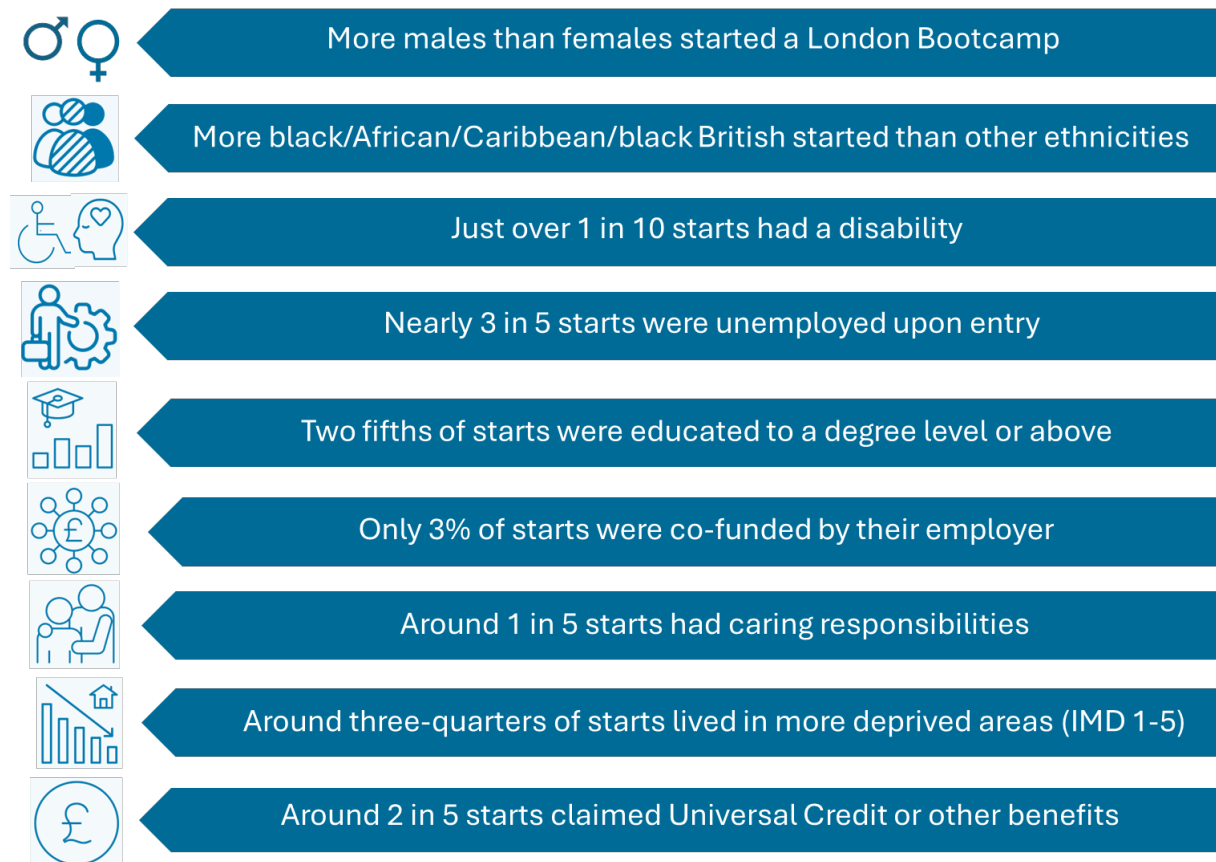 More males than females started a London Bootcamp
More black/African/Caribbean/black British started than other ethnicities
Just over 1 in 10 starts had a disability
Nearly 3 in 5 starts were unemployed upon entry
Two fifths of starts were educated to a degree level or above
£
Only 3% of starts were co-funded by their employer
Around 1 in 5 starts had caring responsibilities
Around three-quarters of starts lived in more deprived areas (IMD 1-5)
£
Around 2 in 5 starts claimed Universal Credit or other benefits